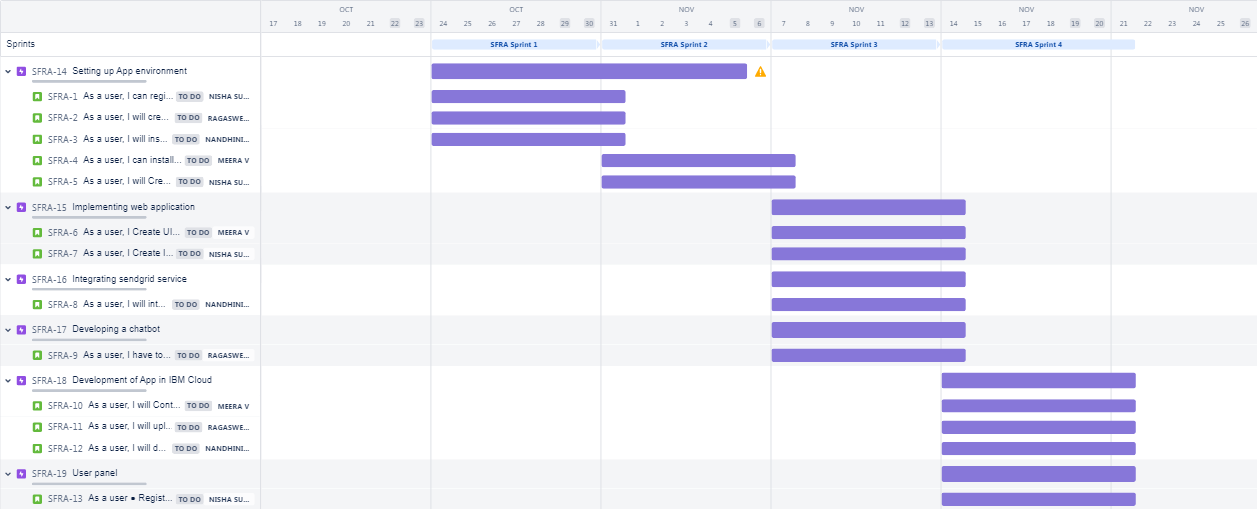 OCT OCT NOV NOV NOV NOV
17 18 19 20 21 22 23 24 25 26 27 28 29 30 31 1 2 3 4 5 6 7 8 9 10 11 12 13 14 15 16 17 18 19 20 21 22 23 24 25 26
Sprints SFRA Sprint 1 SFRA Sprint 2 SFRA Sprint 3 SFRA Sprint 4
SFRA-14 Setting up App environment
SFRA-1 As a user, I can regi... TO DO NISHA SU...
SFRA-2 As a user, I will cre... TO DO RAGASWE...
SFRA-3 As a user, I will ins... TO DO NANDHINI...
SFRA-4 As a user, I can install... TO DO MEERA V
SFRA-5 As a user, I will Cre... TO DO NISHA SU...
SFRA-15 Implementing web application
SFRA-6 As a user, I Create UI... TO DO MEERA V
SFRA-7 As a user, I Create I... TO DO NISHA SU...
SFRA-16 Integrating sendgrid service
SFRA-8 As a user, I will int... TO DO NANDHINI...
SFRA-17 Developing a chatbot
SFRA-9 As a user, I have to... TO DO RAGASWE...
SFRA-18 Development of App in IBM Cloud
SFRA-10 As a user, I will Cont... TO DO MEERA V
SFRA-11 As a user, I will upl... TO DO RAGASWE...
SFRA-12 As a user, I will d... TO DO NANDHINI...
SFRA-19 User panel
SFRA-13 As a user • Regist... TO DO NISHA SU...